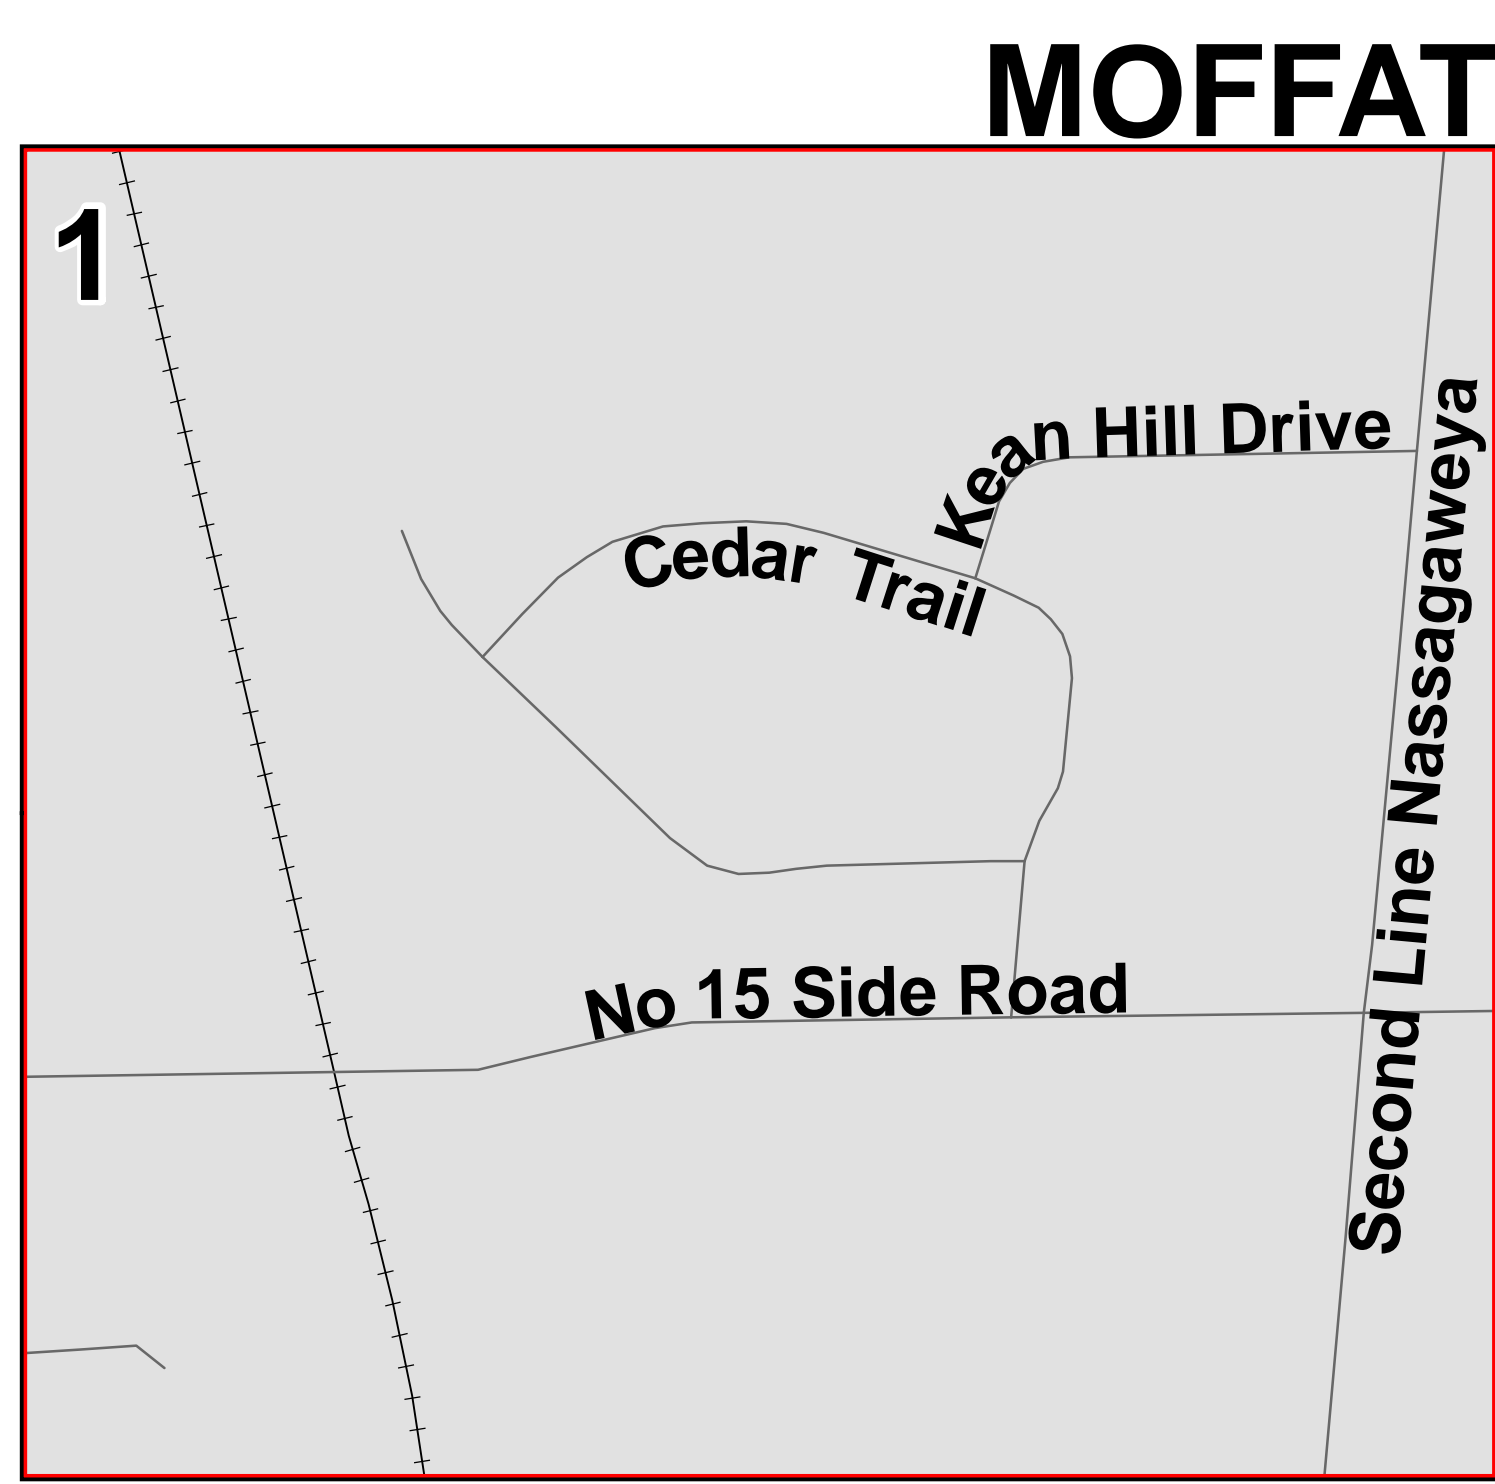 MOFFAT
1
Kean Hill Drive
Cedar Trail
Second Line Nassagaweya
No 15 Side Road